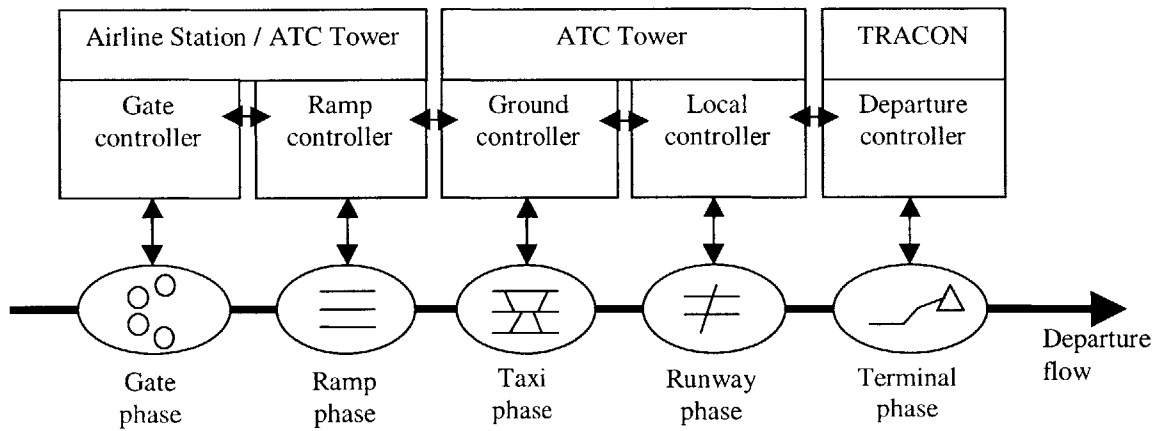 Airline Station / ATC Tower
ATC Tower
TRACON
Gate
controller
Ramp
controller
Ground
controller
Local
controller
Departure
controller
Gate
phase
Ramp
phase
Taxi
phase
Runway
phase
Terminal
phase
Departure
flow